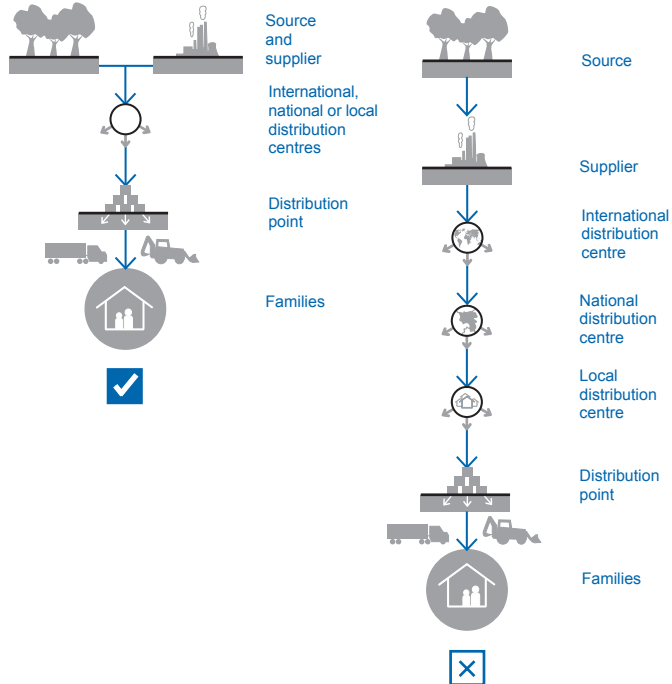 Source
and
supplier
International,
national or local
distribution
centres
Distribution
point
Families
Source
Supplier
International
distribution
centre
National
distribution
centre
Local
distribution
centre
Distribution
point
Families